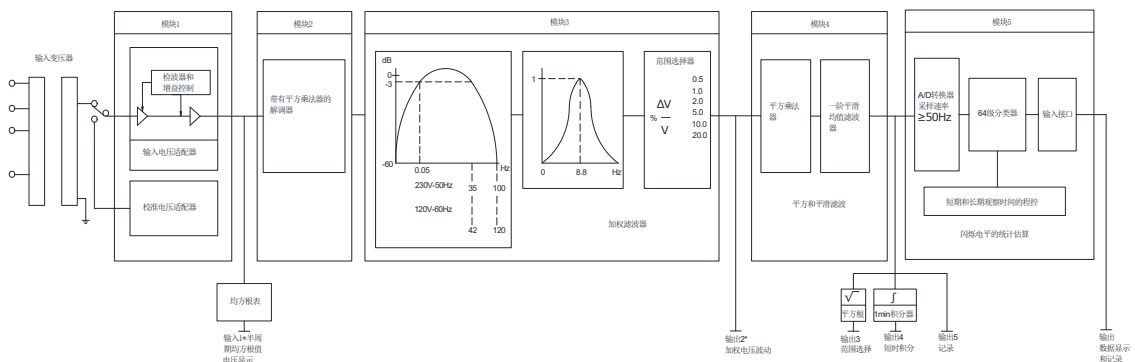 模块1
模块2
模块3
模块4
模块5
输入变压器
检波器和
增益控制
输入电压适配器
校准电压适配器
带有平方乘法器的
解调器
dB
0
-3
-60
0.05
Hz
230V-50Hz
35
100
120V-60Hz
42
120
1
0
8.8
Hz
范围选择器
0.5
1.0
2.0
5.0
10.0
20.0
%
ΔV
V
加权滤波器
平方乘法
器
一阶平滑
均值滤波
器
平方和平滑滤波
A/D转换器
采样速率
≥50Hz
64级分类器
输入接口
短期和长期观察时间的程控
闪烁电平的统计估算
均方根表
输入1*半周
期均方根值
电压显示
输出2*
加权电压波动
√
平方根
输出3
范围选择
∫
1min积分器
输出4
短时积分
输出5
记录
输出
数据显示
和记录